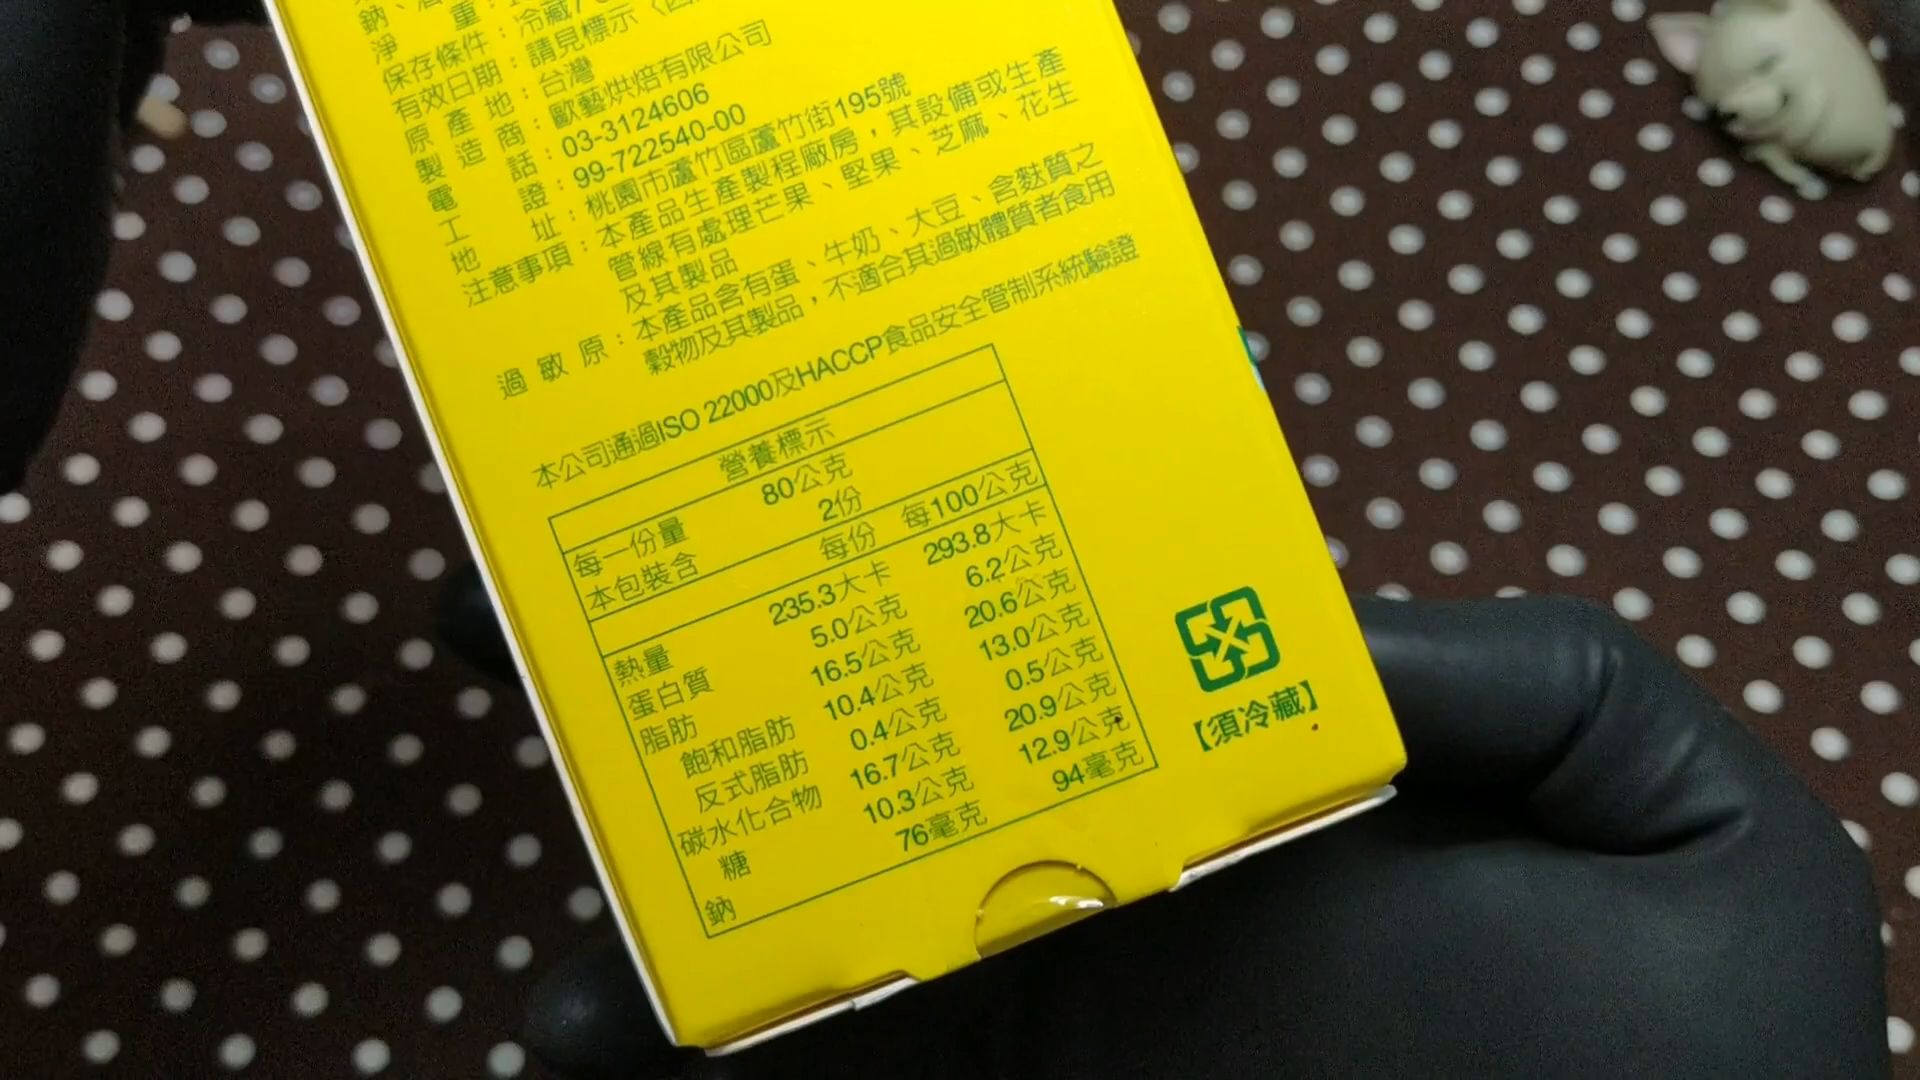 鈉、
淨 重：
保存條件：冷藏7
有效日期：請見標示
原產地：台灣
製造商：歐藝烘焙有限公司
電 話：03-3124606
工 證：99-722540-00
地 址：桃園市蘆竹區蘆竹街195號
注意事項：本產品生產製程廠房，其設備或生產
管線有處理芒果、堅果、芝麻、花生
及其製品
過敏原：本產品含有蛋、牛奶、大豆、含麩質之
穀物及其製品，不適合其過敏體質者食用
本公司通過ISO 22000及HACCP食品安全管制系統驗證
營養標示
每一份量 80公克
本包裝含 2份
每份 每100公克
熱量 235.3大卡 293.8大卡
蛋白質 5.0公克 6.2公克
脂肪 16.5公克 20.6公克
飽和脂肪 10.4公克 13.0公克
反式脂肪 0.4公克 0.5公克
碳水化合物 16.7公克 20.9公克
糖 10.3公克 12.9公克
鈉 76毫克 94毫克
【須冷藏】